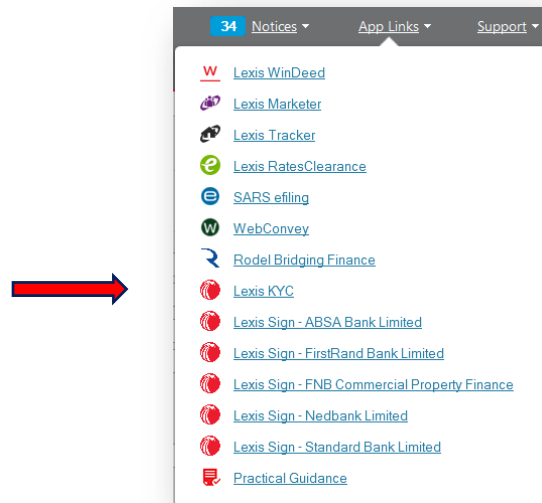 34 Notices App Links Support
W Lexis WinDeed
Lexis Marketer
Lexis Tracker
e Lexis RatesClearance
e SARS efiling
W WebConvey
R Rodel Bridging Finance
Lexis KYC
Lexis Sign - ABSA Bank Limited
Lexis Sign - FirstRand Bank Limited
Lexis Sign - FNB Commercial Property Finance
Lexis Sign - Nedbank Limited
Lexis Sign - Standard Bank Limited
Practical Guidance